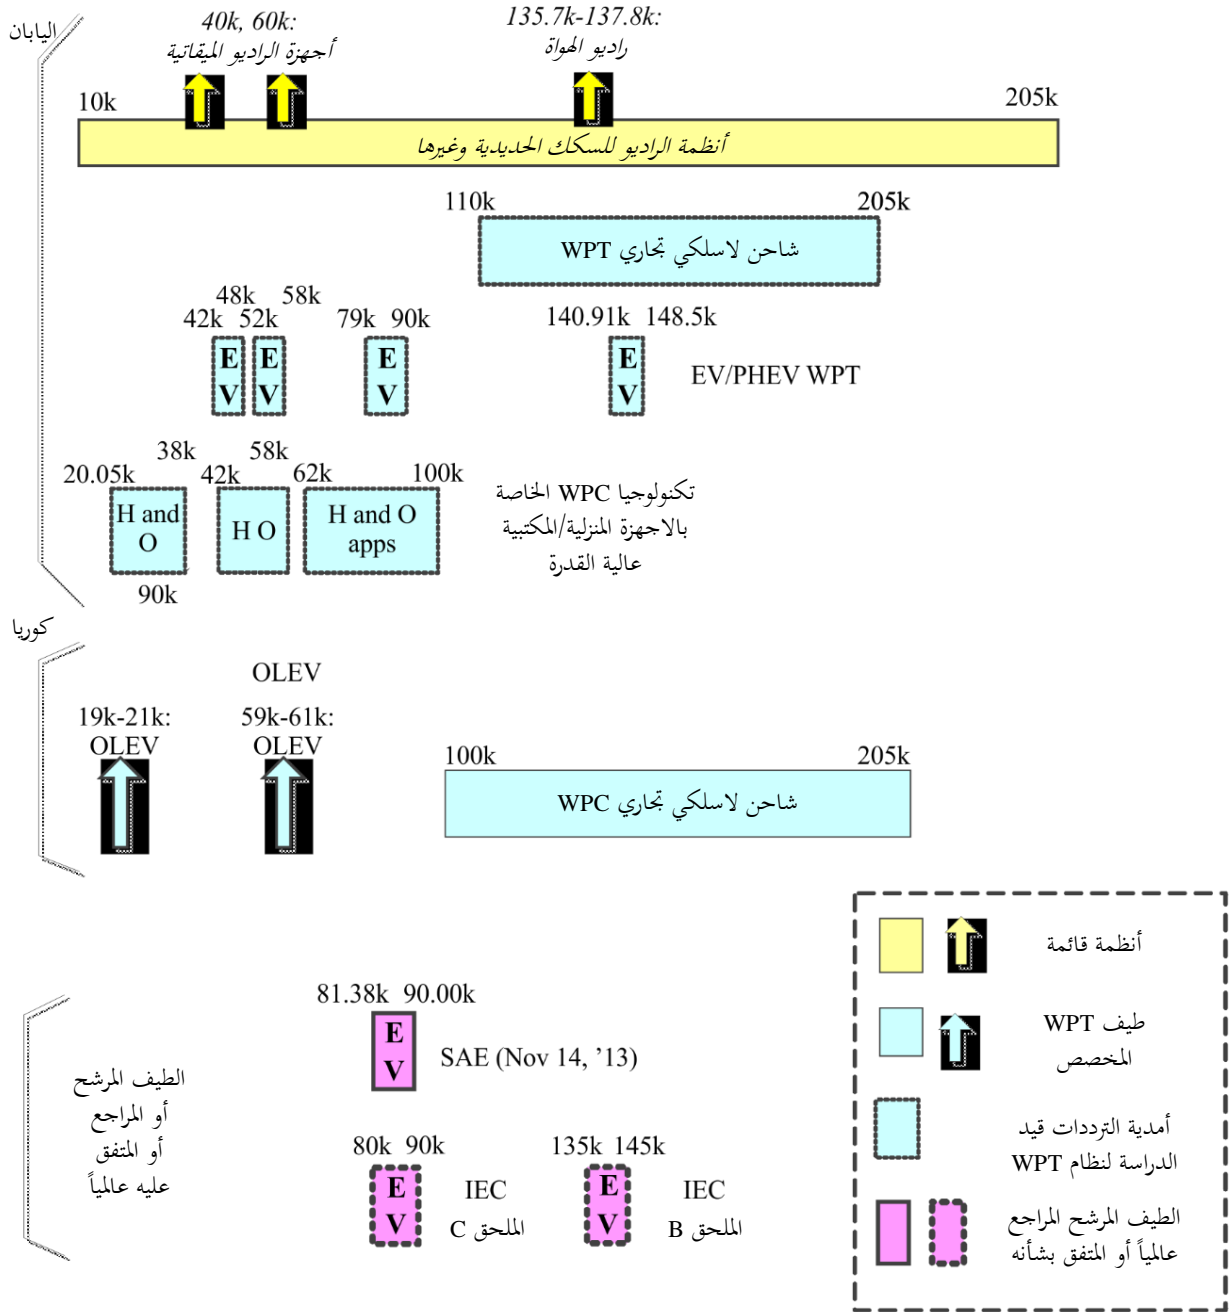 اليابان
40k, 60k:
أجهزة الراديو الميقاتية
135.7k-137.8k:
راديو الهواة
10k
205k
أنظمة الراديو للسكك الحديدية وغيرها
110k
205k
شاحن لاسلكي تجاري WPT
48k
58k
42k
52k
79k
90k
140.91k
148.5k
E
V
E
V
E
V
E
V
EV/PHEV WPT
38k
58k
20.05k
42k
62k
100k
H and
O
H O
H and O
apps
90k
تكنولوجيا WPC الخاصة
بالاجهزة المنزلية/المكتبية
عالية القدرة
كوريا
OLEV
19k-21k:
OLEV
59k-61k:
OLEV
100k
205k
شاحن لاسلكي تجاري WPC
أنظمة قائمة
طيف WPT
المخصص
أمدية الترددات قيد
الدراسة لنظام WPT
الطيف المرشح المراجع
عالمياً أو المتفق بشأنه
الطيف المرشح
أو المراجع
أو المتفق
عليه عالمياً
81.38k
90.00k
E
V
SAE (Nov 14, ’13)
80k
90k
E
V
IEC
الملحق C
135k
145k
E
V
IEC
الملحق B